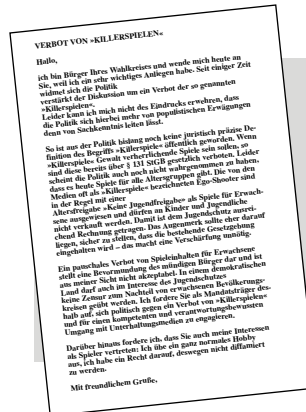 VERBOT VON »KILLERSPIELEN«
Hallo,
ich bin Bürger Ihres Wahlkreises und wende mich heute an
Sie, weil ich ein sehr wichtiges Anliegen habe. Seit einiger Zeit
widmet sich die Politik
verstärkt der Diskussion um ein Verbot der so genannten
»Killerspielen«.
Leider kann ich mich nicht des Eindrucks erwehren, dass
die Politik sich hierbei mehr von populistischen Erwägungen
denn von Sachkenntnis leiten lässt.
So ist aus der Politik bislang noch keine juristisch präzise De-
finition des Begriffs »Killerspiele« öffentlich geworden. Wenn
»Killerspiele« Gewalt verherrlichende Spiele sein sollen, so
sind diese bereits über § 131 StGB gesetzlich verboten. Leider
scheint die Politik auch noch nicht wahrgenommen zu haben,
dass es heute Spiele für alle Altersgruppen gibt. Die von den
Medien oft als »Killerspiele« bezeichneten Ego-Shooter sind
in der Regel mit einer
Altersfreigabe »Keine Jugendfreigabe« als Spiele für Erwach-
sene ausgewiesen und dürfen an Kinder und Jugendliche
nicht verkauft werden. Damit ist dem Jugendschutz ausrei-
chend Rechnung getragen. Das Augenmerk sollte eher darauf
liegen, sicher zu stellen, dass die bestehende Gesetzgebung
eingehalten wird – das macht eine Verschärfung unnötig.
Ein pauschales Verbot von Spieleinhalten für Erwachsene
stellt eine Bevormundung des mündigen Bürger dar und ist
aus meiner Sicht nicht akzeptabel. In einem demokratischen
Land darf auch im Interesse des Jugendschutzes
keine Zensur zum Nachteil von erwachsenen Bevölkerungs-
kreisen geübt werden. Ich fordere Sie als Mandatsträger des-
halb auf, sich politisch gegen ein Verbot von »Killerspielen«
und für einen kompetenten und verantwortungsbewussten
Umgang mit Unterhaltungsmedien zu engagieren.
Darüber hinaus fordere ich, dass Sie auch meine Interessen
als Spieler vertreten: Ich übe ein ganz normales Hobby
aus, ich habe ein Recht darauf, deswegen nicht diffamiert
zu werden.
Mit freundlichem Gruße,